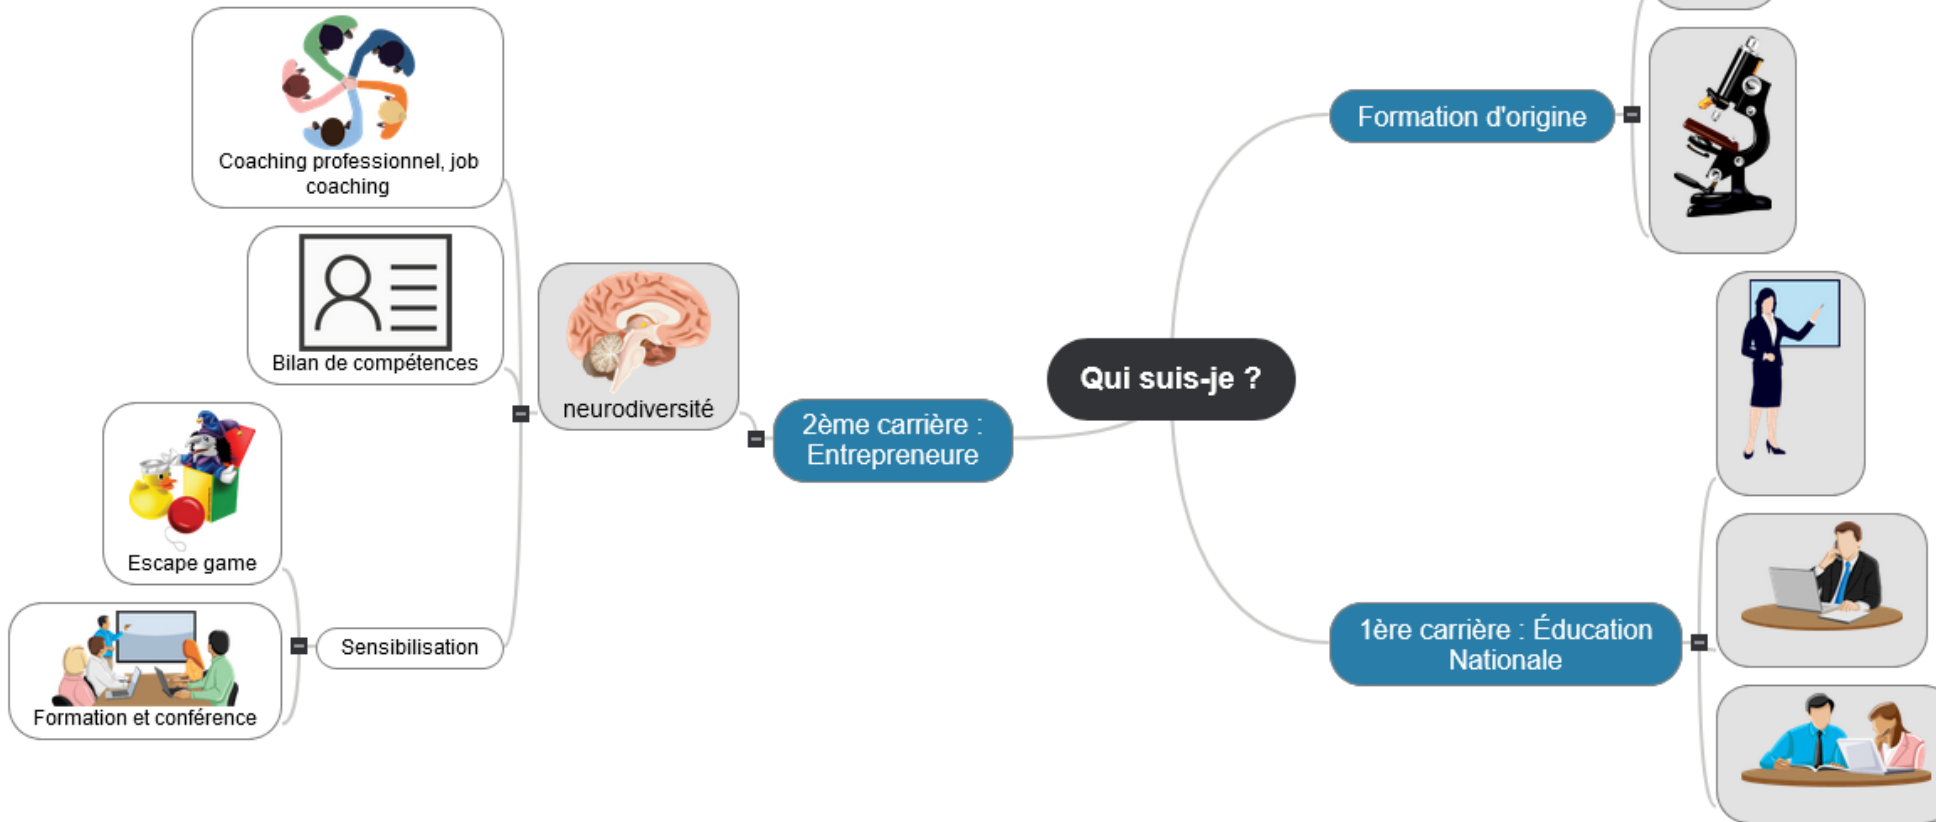 Coaching professionnel, job
coaching
Bilan de compétences
Escape game
Formation et conférence
Sensibilisation
neurodiversité
2ème carrière :
Entrepreneure
Qui suis-je ?
Formation d'origine
1ère carrière : Éducation
Nationale